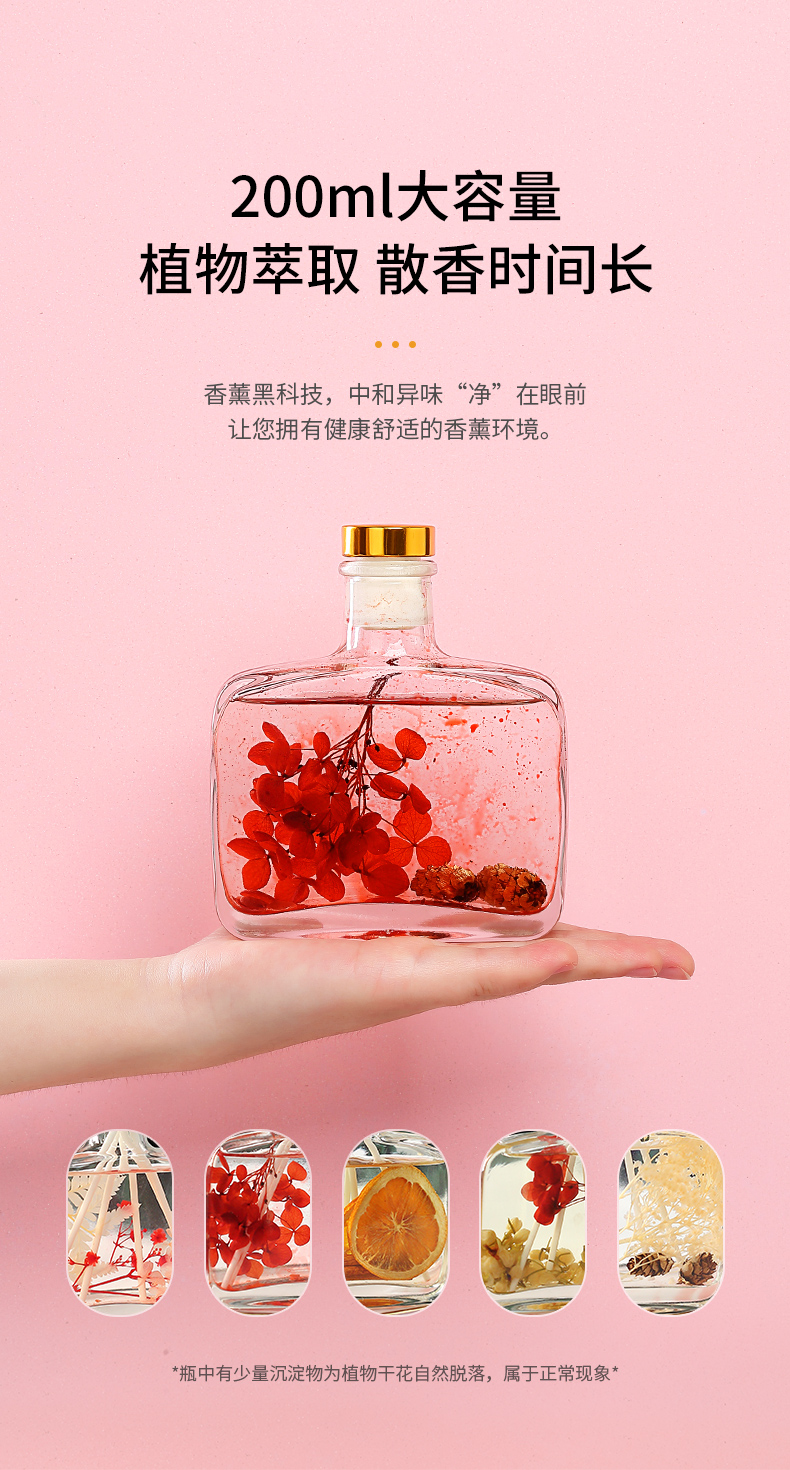 200ml大容量
植物萃取 散香时间长
香薰黑科技，中和异味“净”在眼前
让您拥有健康舒适的香薰环境。
*瓶中有少量沉淀物为植物干花自然脱落，属于正常现象*